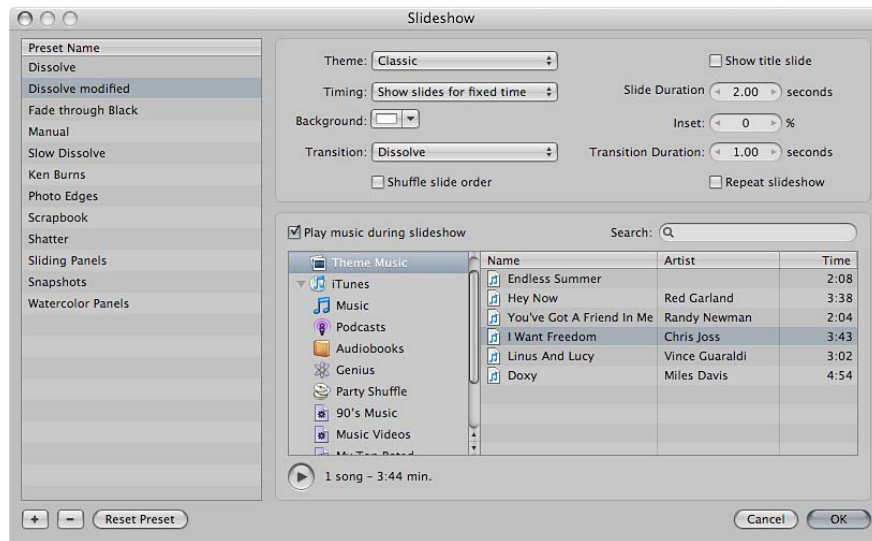 Slideshow
Preset Name
Dissolve
Dissolve modified
Fade through Black
Manual
Slow Dissolve
Ken Burns
Photo Edges
Scrapbook
Shatter
Sliding Panels
Snapshots
Watercolor Panels
+ - Reset Preset
Theme: Classic
Show title slide
Timing: Show slides for fixed time
Slide Duration 2.00 seconds
Background:
Inset: 0 %
Transition: Dissolve
Transition Duration: 1.00 seconds
Shuffle slide order
Repeat slideshow
Play music during slideshow
Search:
Theme Music
iTunes
Music
Podcasts
Audiobooks
Genius
Party Shuffle
90's Music
Music Videos
My Top Rated
Name Artist Time
Endless Summer 2:08
Hey Now Red Garland 3:38
You've Got A Friend In Me Randy Newman 2:04
I Want Freedom Chris Joss 3:43
Linus And Lucy Vince Guaraldi 3:02
Doxy Miles Davis 4:54
1 song – 3:44 min.
Cancel OK